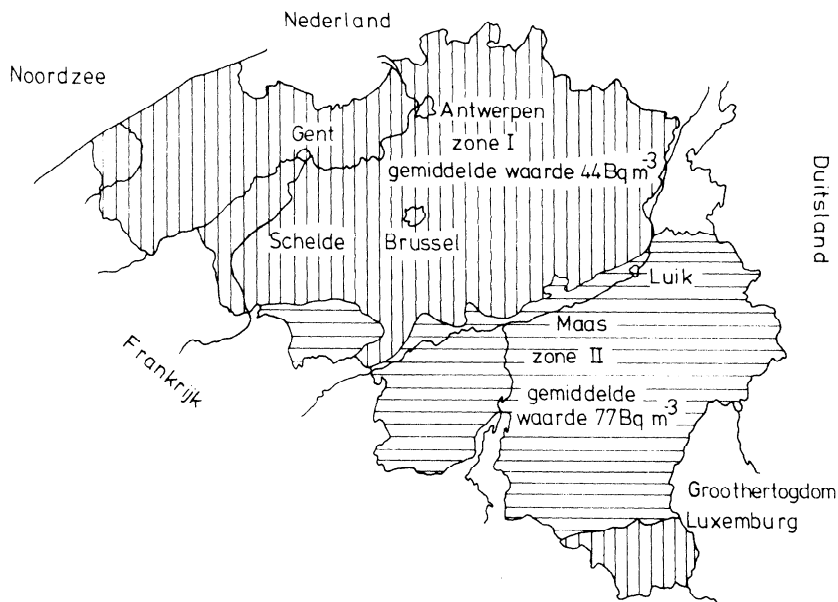 Nederland
Noordzee
Antwerpen
zone I
gemiddelde waarde 44 Bq m-3
Gent
Schelde
Brussel
Duitsland
Luik
Maas
zone II
gemiddelde
waarde 77 Bq m-3
Frankrijk
Groothertogdom
Luxemburg